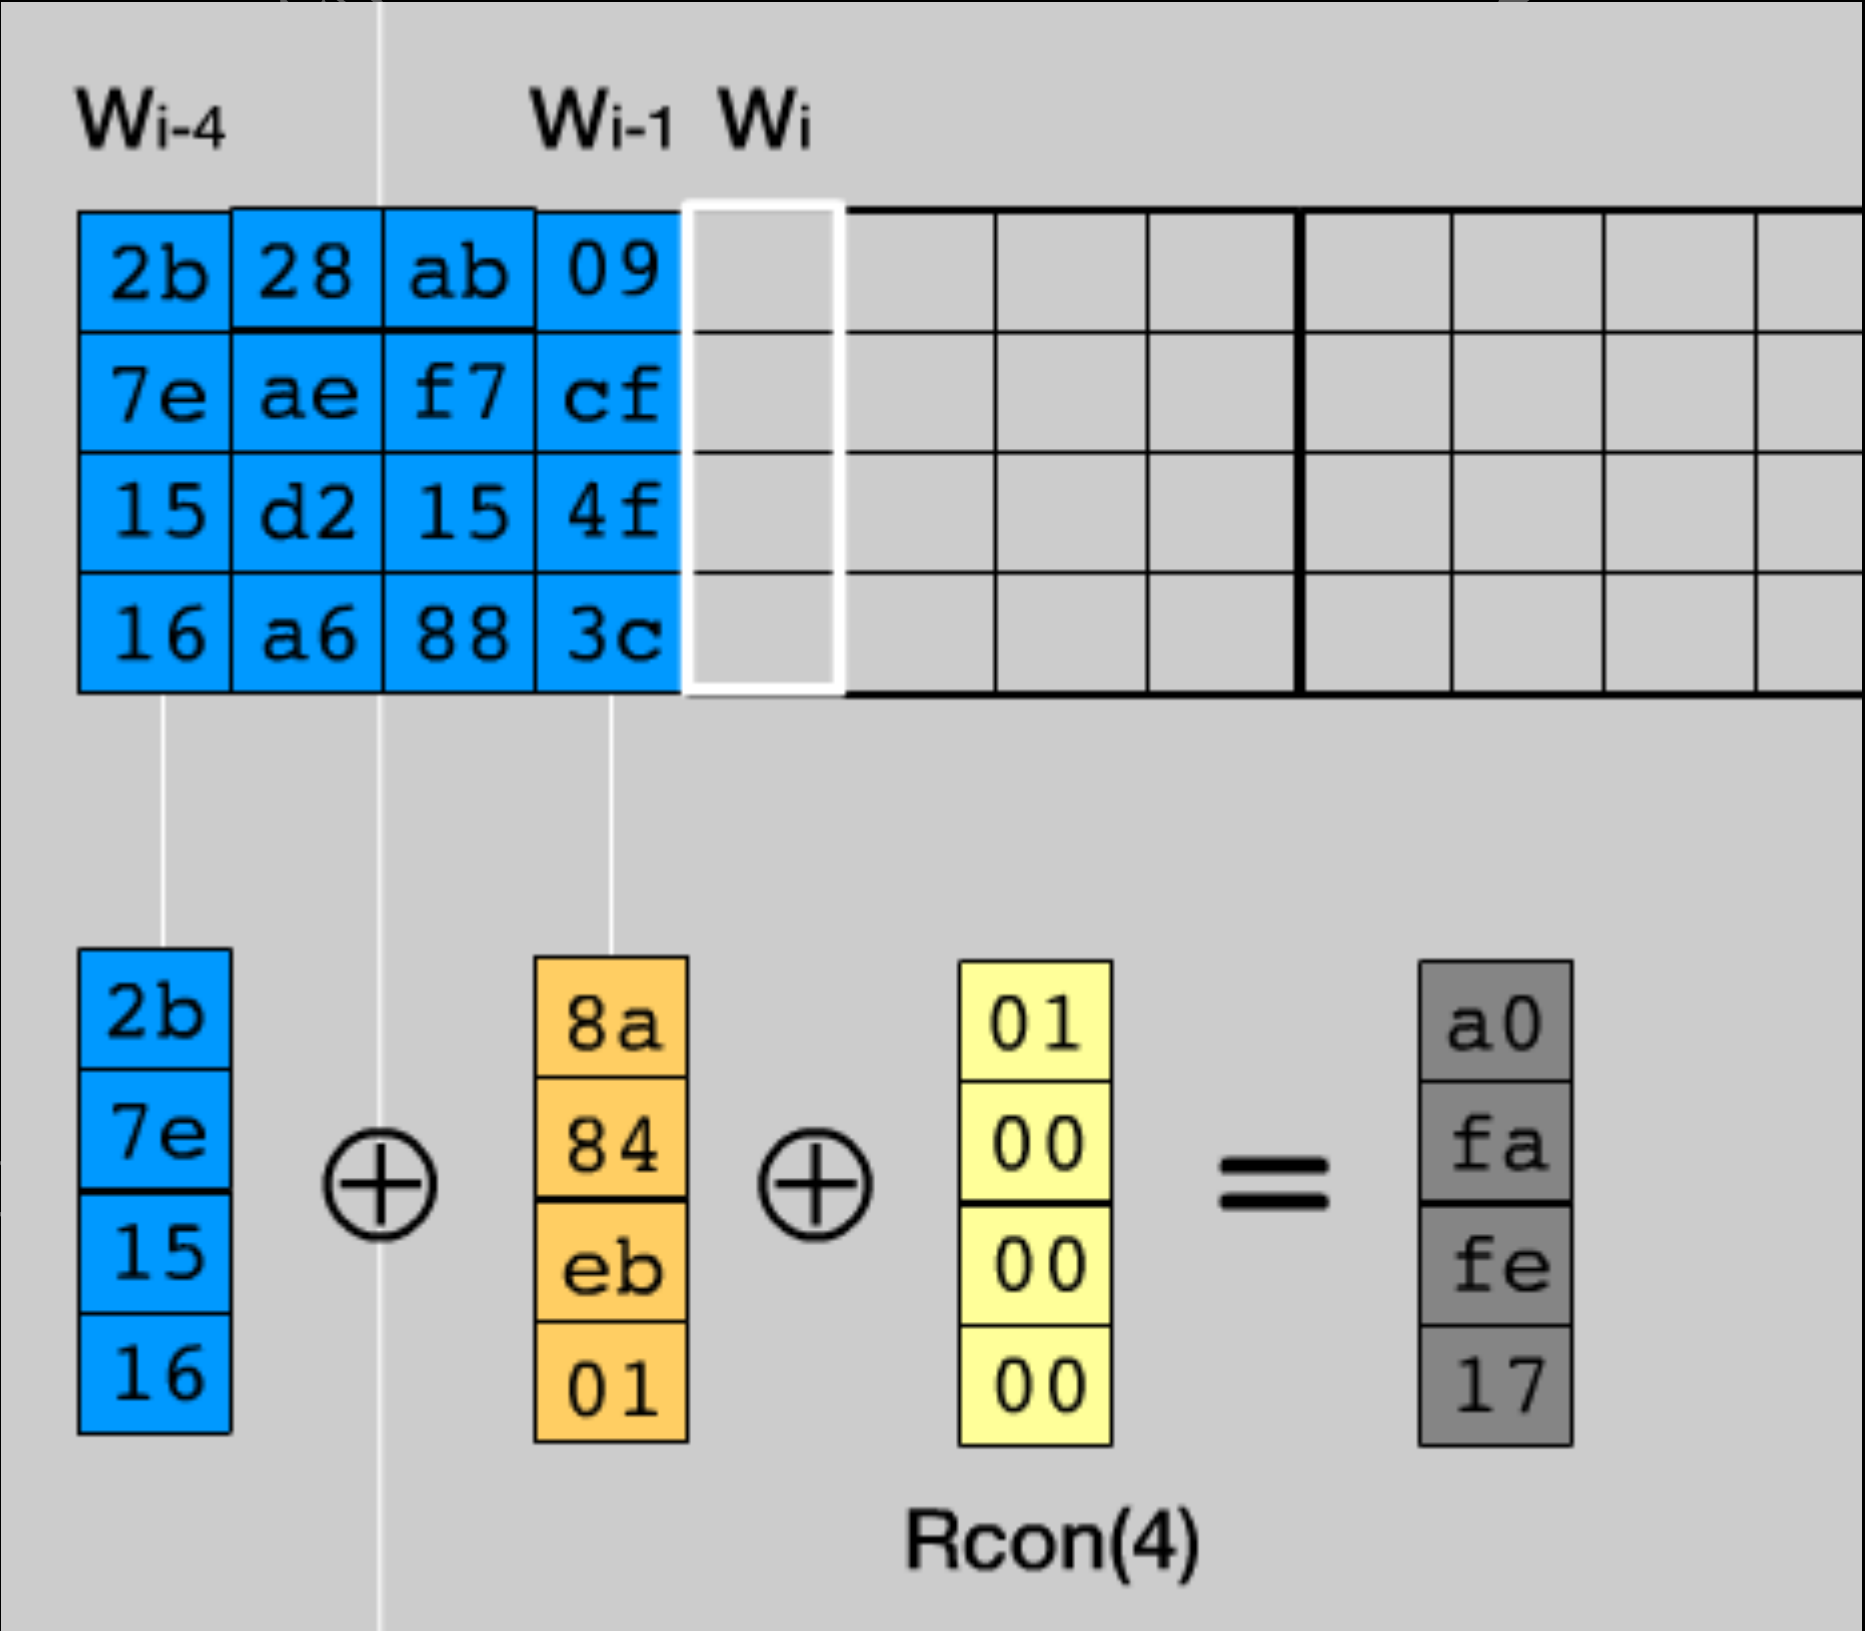 Wi-4 Wi-1 Wi
2b 28 ab 09
7e ae f7 cf
15 d2 15 4f
16 a6 88 3c
2b 8a 01 a0
7e 84 00 fa
⊕ ⊕ =
15 eb 00 fe
16 01 00 17
Rcon(4)